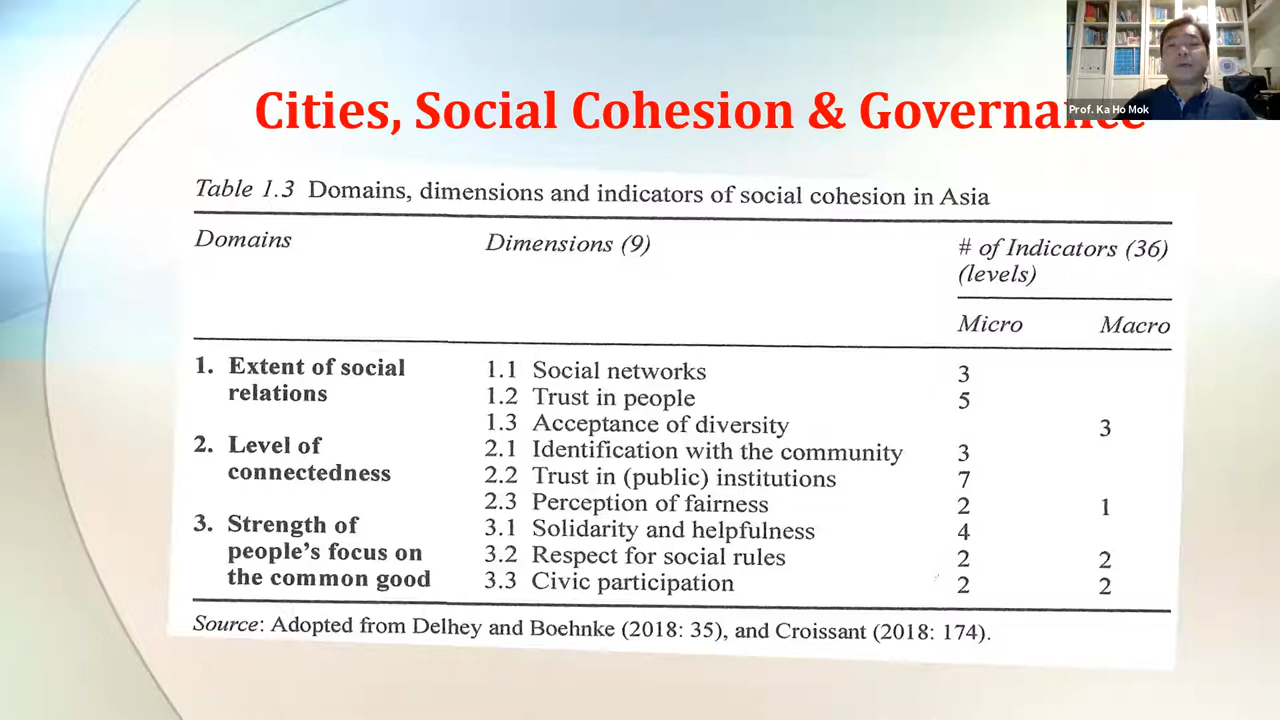 Prof. Ka Ho Mok
Cities, Social Cohesion & Governance
Table 1.3 Domains, dimensions and indicators of social cohesion in Asia
Domains Dimensions (9) # of Indicators (36)
(levels)
Micro Macro
1. Extent of social 1.1 Social networks 3
relations 1.2 Trust in people 5
1.3 Acceptance of diversity 3
2. Level of 2.1 Identification with the community 3
connectedness 2.2 Trust in (public) institutions 7
2.3 Perception of fairness 2 1
3. Strength of 3.1 Solidarity and helpfulness 4
people's focus on 3.2 Respect for social rules 2 2
the common good 3.3 Civic participation 2 2
Source: Adopted from Delhey and Boehnke (2018: 35), and Croissant (2018: 174).